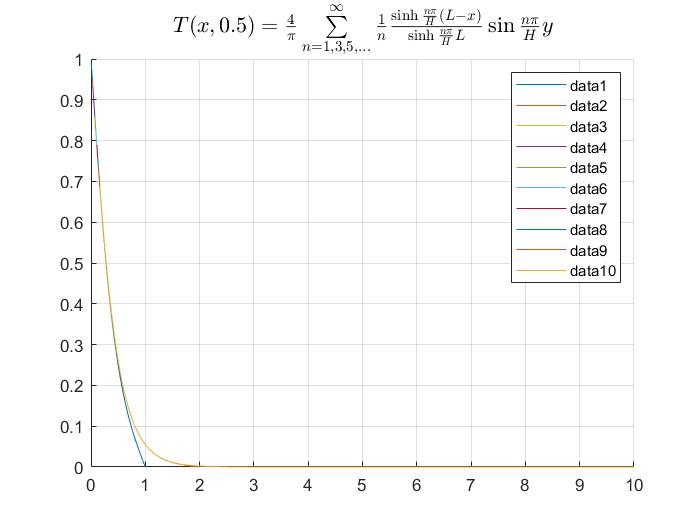 T(x, 0.5) = 4/π ∑_{n=1,3,5,...}^{∞} 1/n sinh nπ/H (L−x) / sinh nπ/H L sin nπ/H y
1
0.9
0.8
0.7
0.6
0.5
0.4
0.3
0.2
0.1
0
data1
data2
data3
data4
data5
data6
data7
data8
data9
data10
0 1 2 3 4 5 6 7 8 9 10